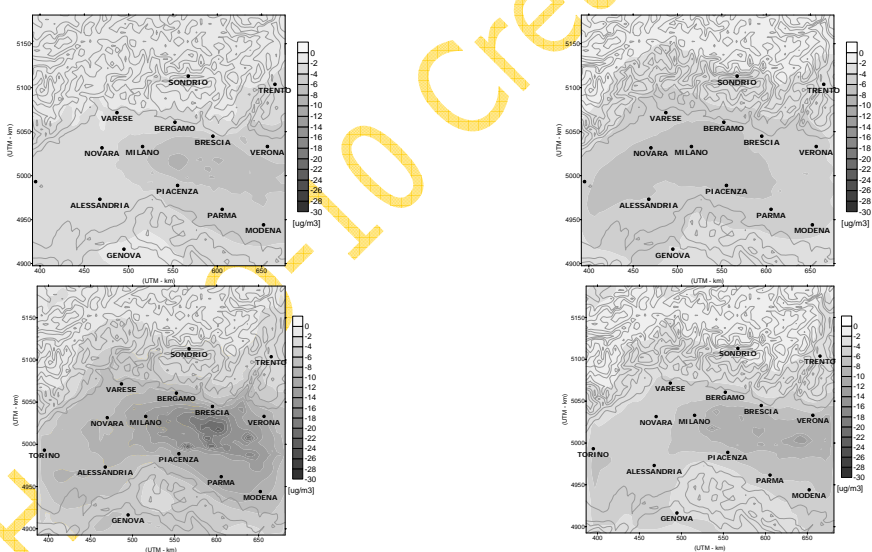 5150
5100
5050
5000
4950
4900
(UTM - km)
SONDRIO
TRENTO
VARESE
BERGAMO
BRESCIA
NOVARA
MILANO
VERONA
PIACENZA
ALESSANDRIA
PARMA
MODENA
GENOVA
400 450 500 550 600 650
(UTM - km)
0
-2
-4
-6
-8
-10
-12
-14
-16
-18
-20
-22
-24
-26
-28
-30
[ug/m3]
5150
5100
5050
5000
4950
4900
(UTM - km)
SONDRIO
TRENTO
VARESE
BERGAMO
BRESCIA
NOVARA
MILANO
VERONA
PIACENZA
ALESSANDRIA
PARMA
MODENA
GENOVA
400 450 500 550 600 650
(UTM - km)
0
-2
-4
-6
-8
-10
-12
-14
-16
-18
-20
-22
-24
-26
-28
-30
[ug/m3]
5150
5100
5050
5000
4950
4900
(UTM - km)
SONDRIO
TRENTO
VARESE
BERGAMO
BRESCIA
NOVARA
MILANO
VERONA
TORINO
PIACENZA
ALESSANDRIA
PARMA
MODENA
GENOVA
400 450 500 550 600 650
(UTM - km)
0
-2
-4
-6
-8
-10
-12
-14
-16
-18
-20
-22
-24
-26
-28
-30
[ug/m3]
5150
5100
5050
5000
4950
4900
(UTM - km)
SONDRIO
TRENTO
VARESE
BERGAMO
BRESCIA
NOVARA
MILANO
VERONA
TORINO
PIACENZA
ALESSANDRIA
PARMA
MODENA
GENOVA
400 450 500 550 600 650
(UTM - km)
0
-2
-4
-6
-8
-10
-12
-14
-16
-18
-20
-22
-24
-26
-28
-30
[ug/m3]
-10 Cre